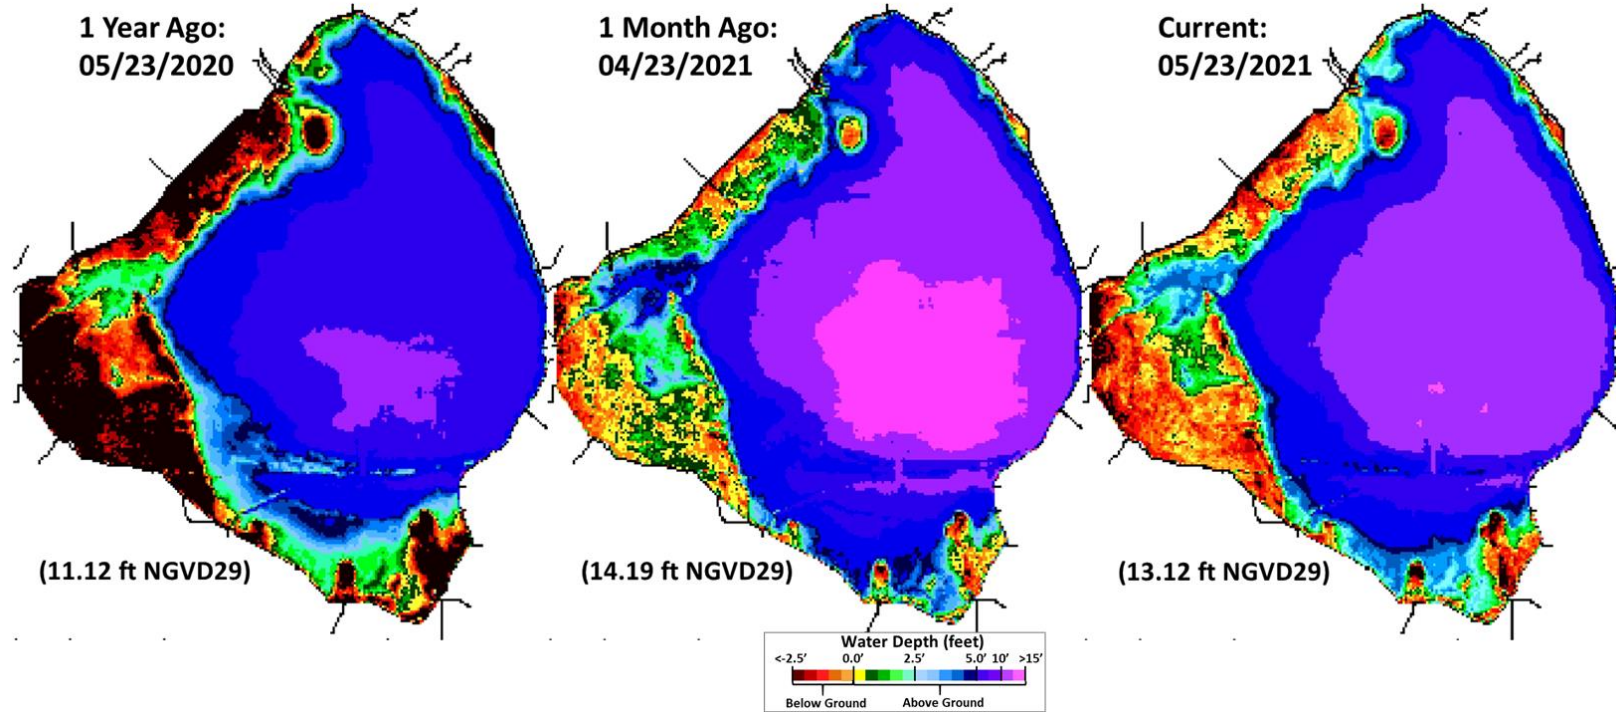 1 Year Ago:
05/23/2020
1 Month Ago:
04/23/2021
Current:
05/23/2021
(11.12 ft NGVD29)
(14.19 ft NGVD29)
(13.12 ft NGVD29)
Water Depth (feet)
<-2.5' 0.0' 2.5' 5.0' 10' >15'
Below Ground Above Ground